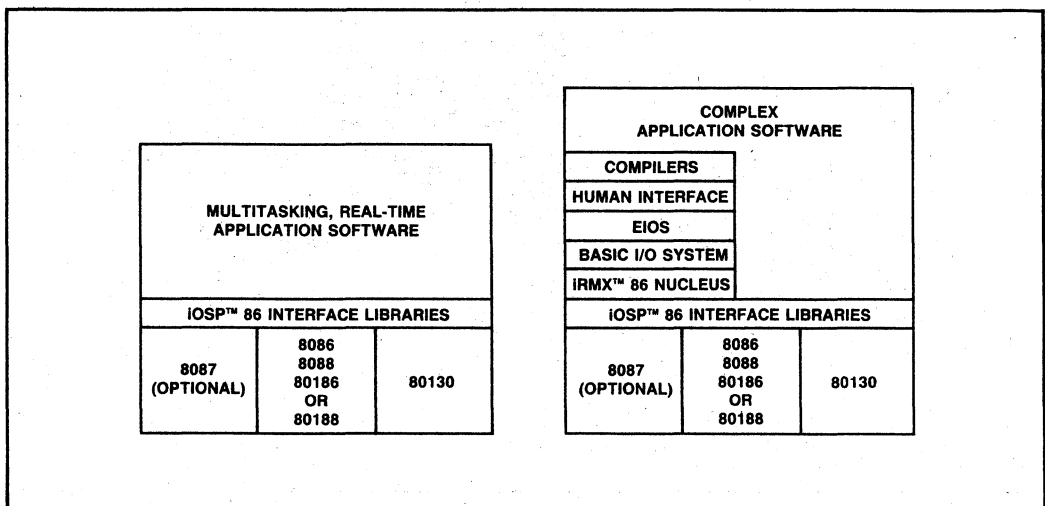 MULTITASKING, REAL-TIME
APPLICATION SOFTWARE
iOSP™ 86 INTERFACE LIBRARIES
8087
(OPTIONAL)
8086
8088
80186
OR
80188
80130
COMPLEX
APPLICATION SOFTWARE
COMPILERS
HUMAN INTERFACE
EIOS
BASIC I/O SYSTEM
iRMX™ 86 NUCLEUS
iOSP™ 86 INTERFACE LIBRARIES
8087
(OPTIONAL)
8086
8088
80186
OR
80188
80130